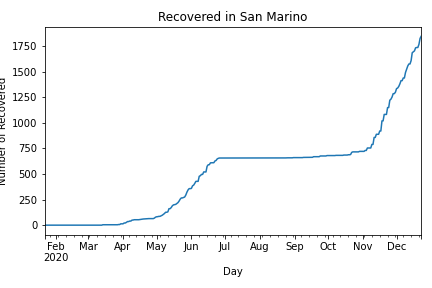 Recovered in San Marino
Number of Recovered
1750
1500
1250
1000
750
500
250
0
Feb Mar Apr May Jun Jul Aug Sep Oct Nov Dec
2020
Day